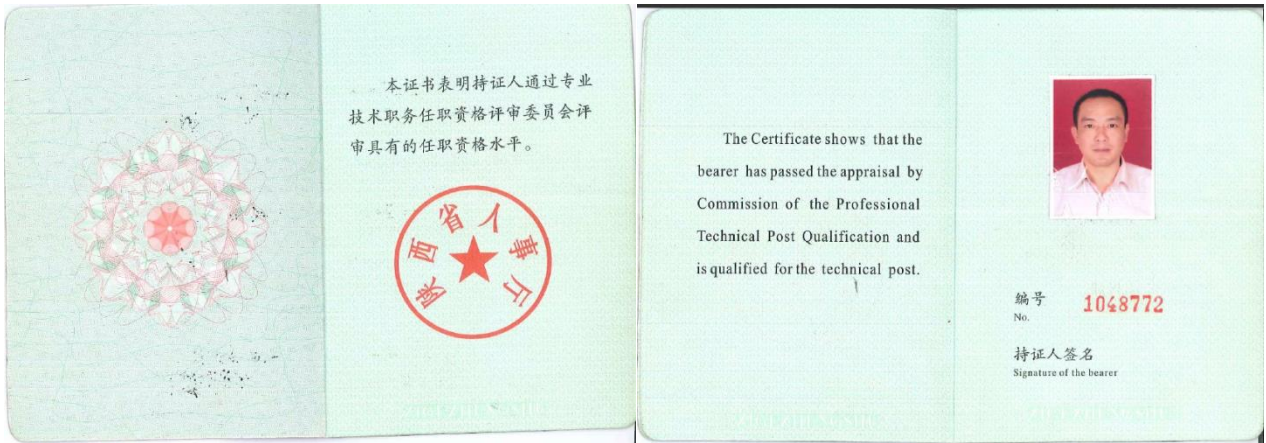 本证书表明持证人通过专业
技术职务任职资格评审委员会评
审具有的任职资格水平。
陕西省人事厅
The Certificate shows that the
bearer has passed the appraisal by
Commission of the Professional
Technical Post Qualification and
is qualified for the technical post.
编号 1048772
No.
持证人签名
Signature of the bearer